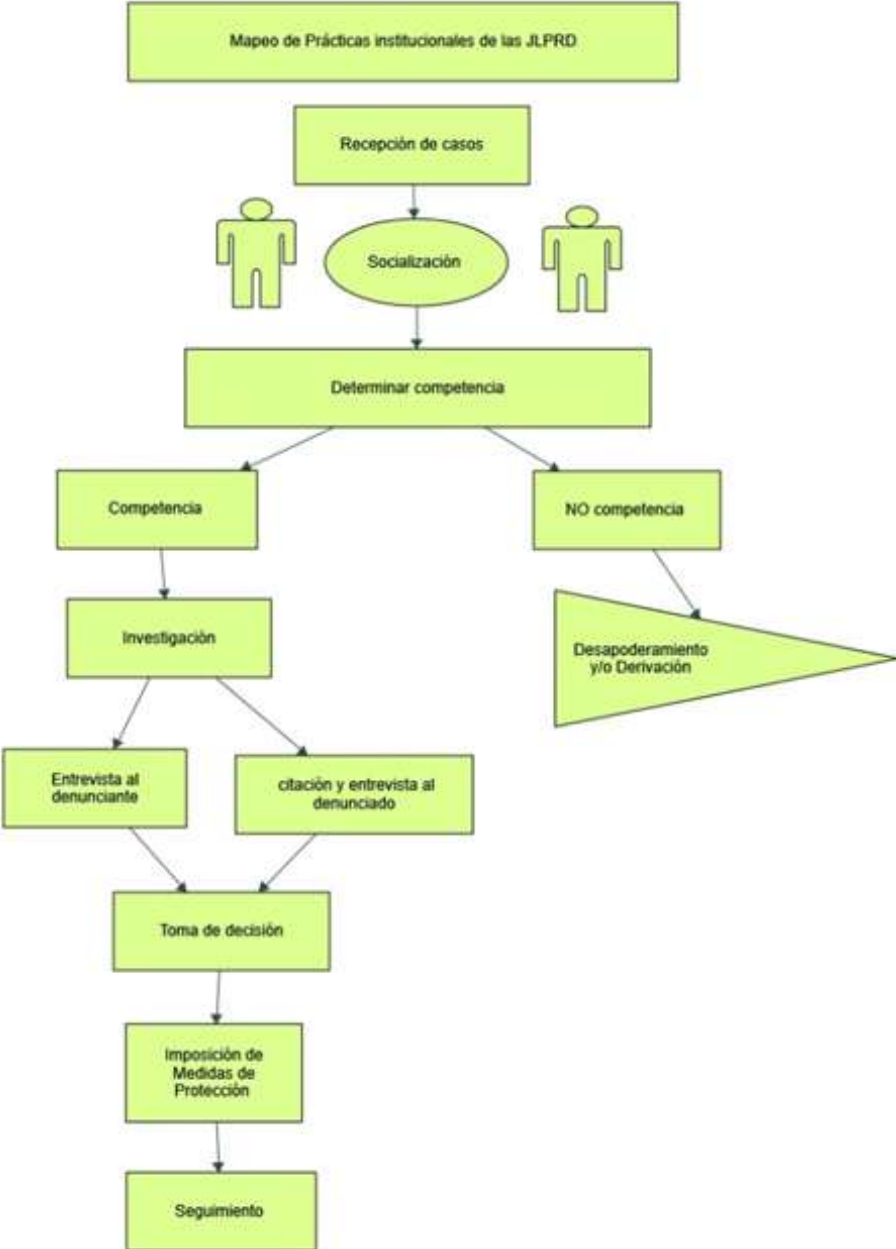 Mapeo de Prácticas institucionales de las JLPRD
Recepción de casos
Socialización
Determinar competencia
Competencia
NO competencia
Investigación
Desapoderamiento
y/o Derivación
Entrevista al
denunciante
citación y entrevista al
denunciado
Toma de decisión
Imposición de
Medidas de
Protección
Seguimiento